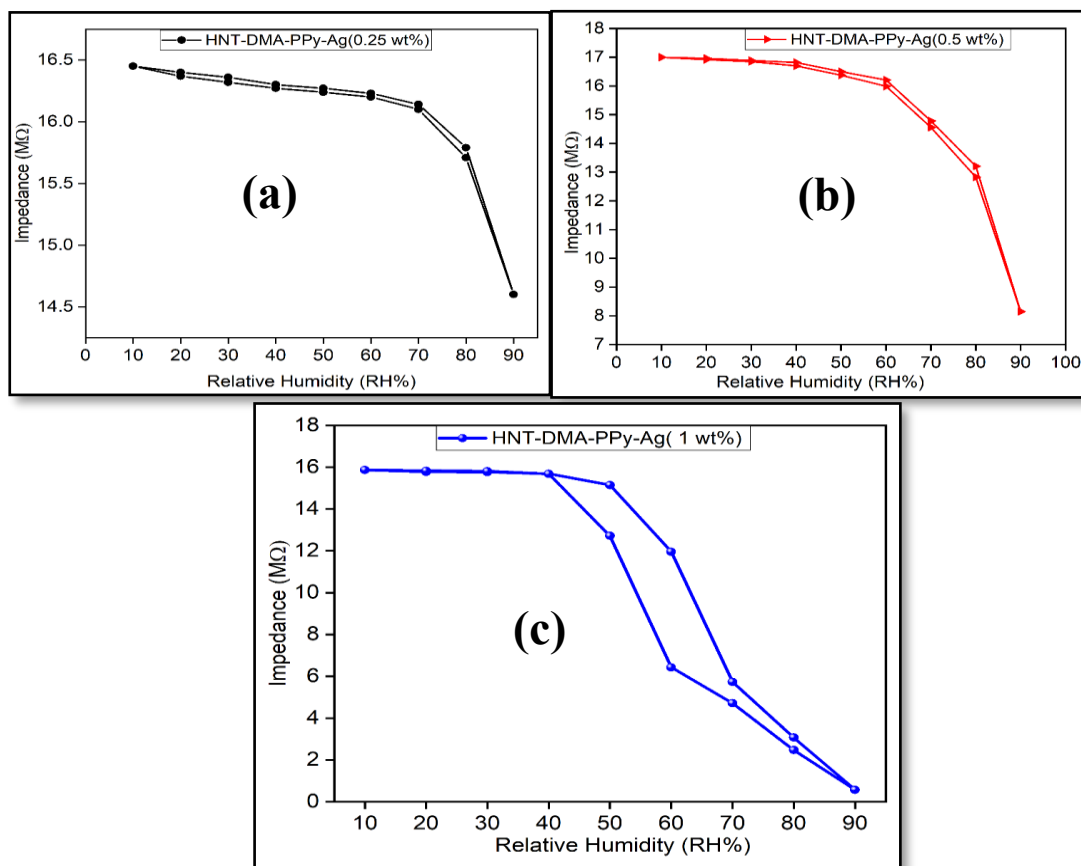 HNT-DMA-PPy-Ag(0.25 wt%)
16.5
16.0
15.5
15.0
14.5
Impedance (MΩ)
(a)
0 10 20 30 40 50 60 70 80 90
Relative Humidity (RH%)
HNT-DMA-PPy-Ag(0.5 wt%)
18
17
16
15
14
13
12
11
10
9
8
7
Impedance (MΩ)
(b)
0 10 20 30 40 50 60 70 80 90 100
Relative Humidity (RH%)
HNT-DMA-PPy-Ag( 1 wt%)
18
16
14
12
10
8
6
4
2
0
Impedance (MΩ)
(c)
10 20 30 40 50 60 70 80 90
Relative Humidity (RH%)